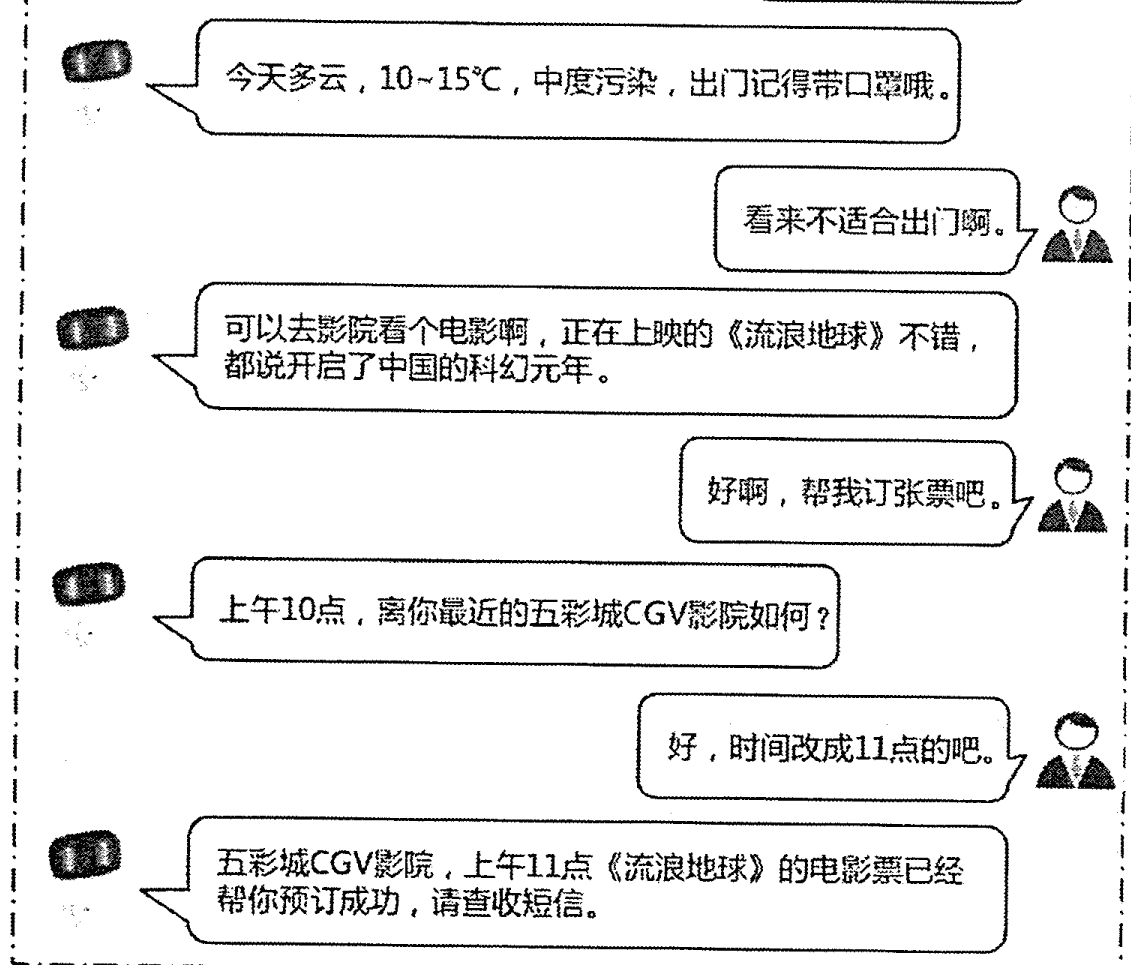 今天多云，10~15℃，中度污染，出门记得带口罩哦。
看来不适合出门啊。
可以去影院看个电影啊，正在上映的《流浪地球》不错，
都说开启了中国的科幻元年。
好啊，帮我订张票吧。
上午10点，离你最近的五彩城CGV影院如何？
好，时间改成11点的吧。
五彩城CGV影院，上午11点《流浪地球》的电影票已经
帮你预订成功，请查收短信。